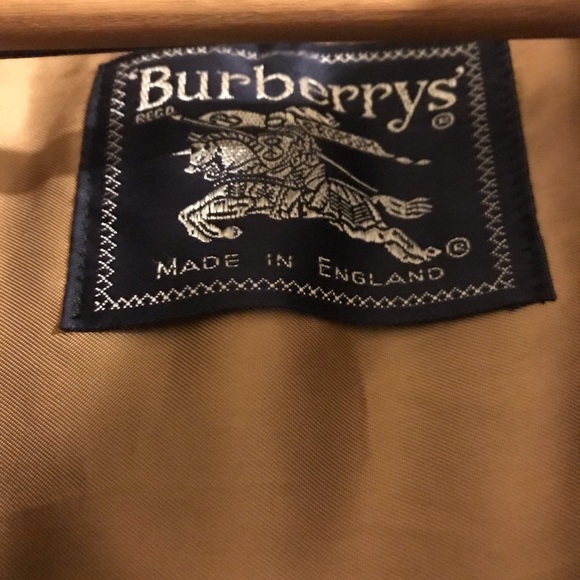 'Burberrys'
REGD.
®
®
MADE IN ENGLAND